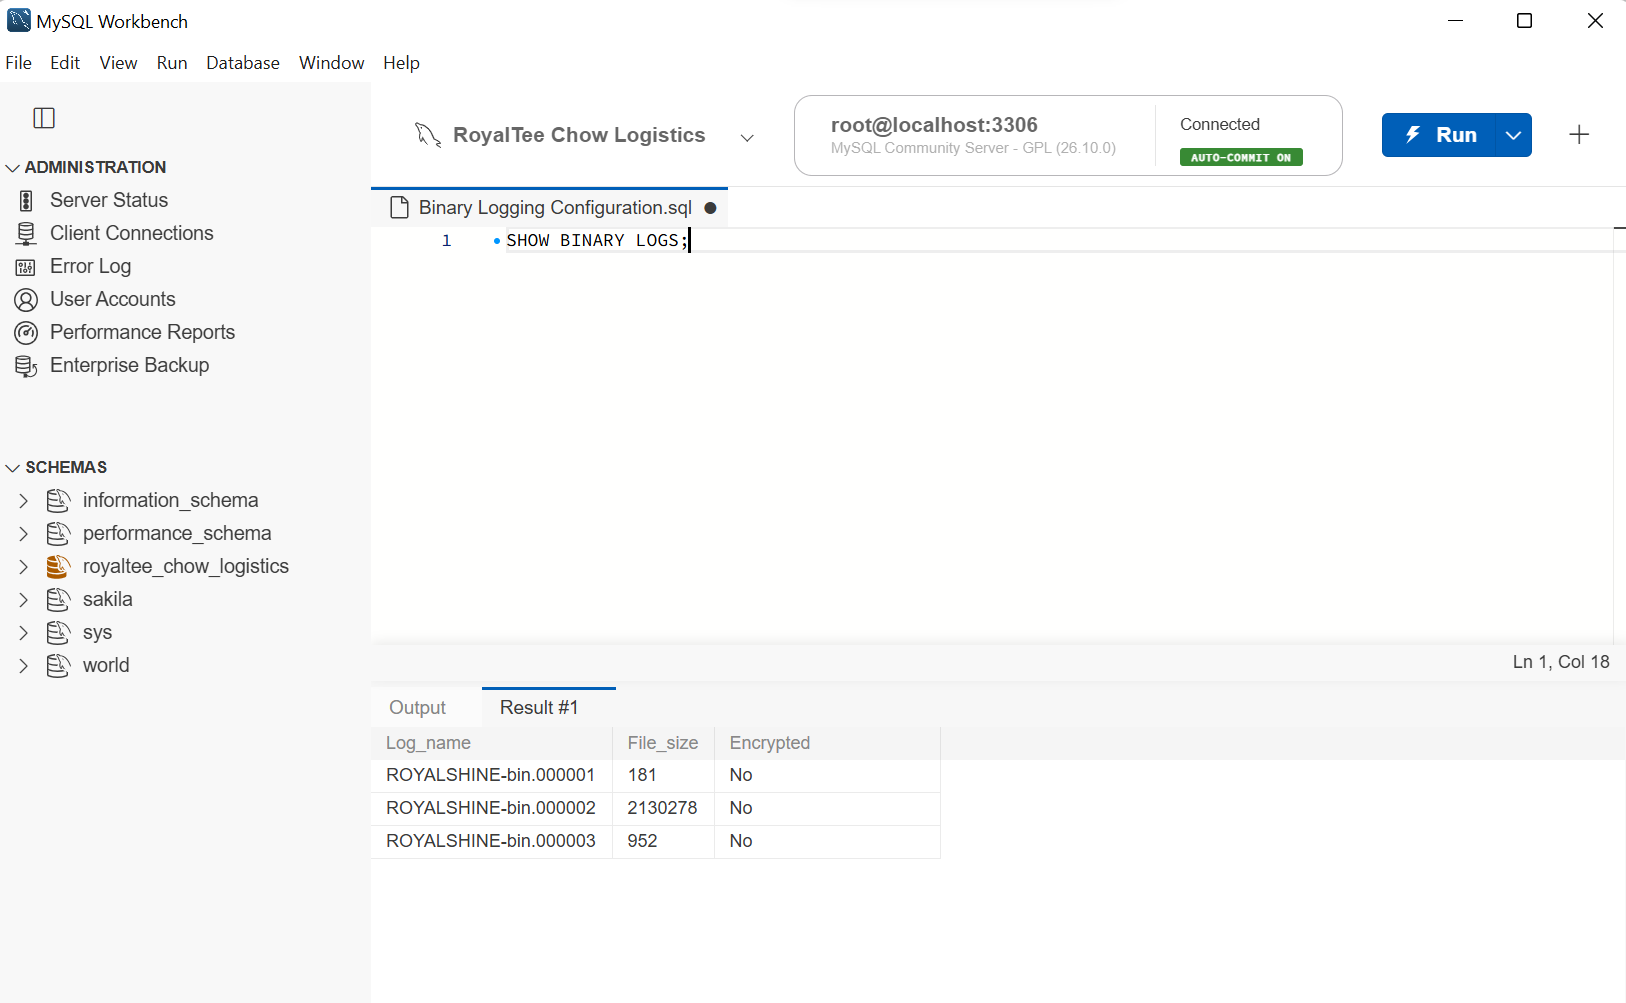 MySQL Workbench
File Edit View Run Database Window Help
RoyalTee Chow Logistics
root@localhost:3306
MySQL Community Server - GPL (26.10.0)
Connected
AUTO-COMMIT ON
Run
ADMINISTRATION
Server Status
Client Connections
Error Log
User Accounts
Performance Reports
Enterprise Backup
SCHEMAS
information_schema
performance_schema
royaltee_chow_logistics
sakila
sys
world
Binary Logging Configuration.sql
1 SHOW BINARY LOGS;
Ln 1, Col 18
Output Result #1
Log_name File_size Encrypted
ROYALSHINE-bin.000001 181 No
ROYALSHINE-bin.000002 2130278 No
ROYALSHINE-bin.000003 952 No